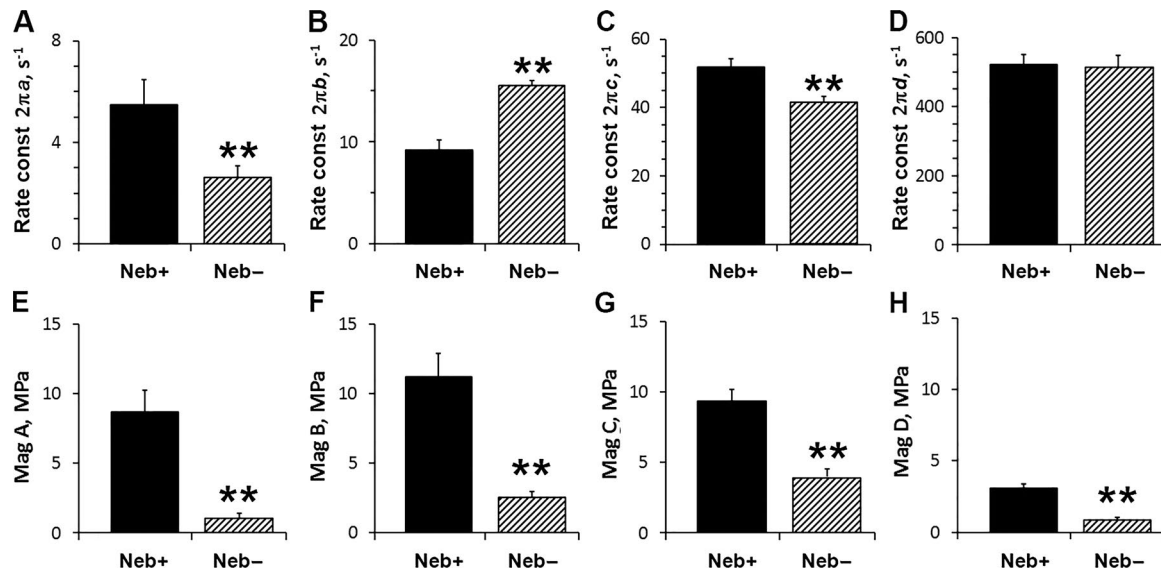 A
Rate const 2πa, s⁻¹
8
4
0
**
Neb+ Neb−
B
Rate const 2πb, s⁻¹
20
10
0
**
Neb+ Neb−
C
Rate const 2πc, s⁻¹
60
40
20
0
**
Neb+ Neb−
D
Rate const 2πd, s⁻¹
600
400
200
0
Neb+ Neb−
E
Mag A, MPa
15
10
5
0
**
Neb+ Neb−
F
Mag B, MPa
15
10
5
0
**
Neb+ Neb−
G
Mag C, MPa
15
10
5
0
**
Neb+ Neb−
H
Mag D, MPa
15
10
5
0
**
Neb+ Neb−